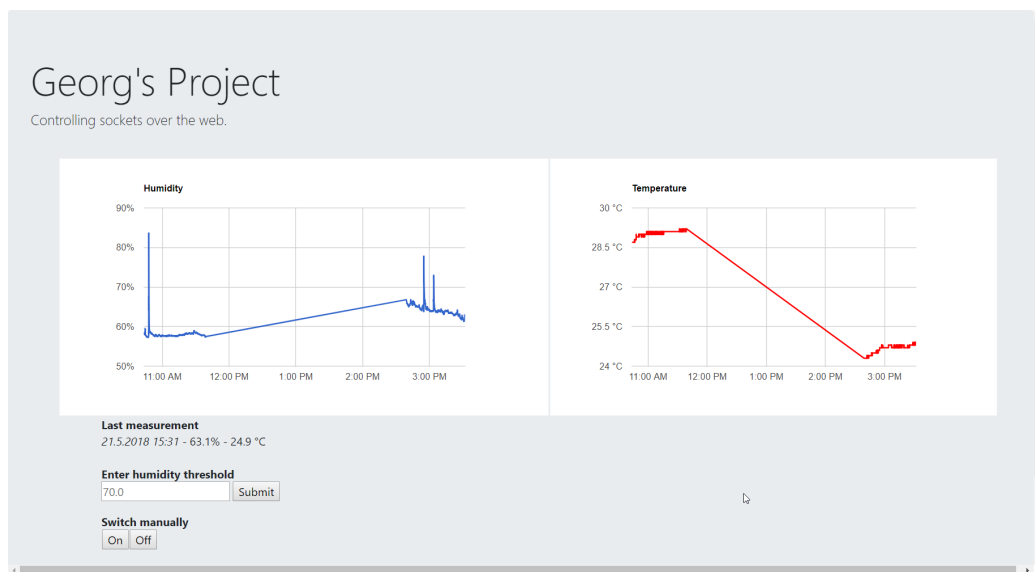 Georg's Project
Controlling sockets over the web.
Humidity
90%
80%
70%
60%
50%
11:00 AM 12:00 PM 1:00 PM 2:00 PM 3:00 PM
Temperature
30 °C
28.5 °C
27 °C
25.5 °C
24 °C
11:00 AM 12:00 PM 1:00 PM 2:00 PM 3:00 PM
Last measurement
21.5.2018 15:31 - 63.1% - 24.9 °C
Enter humidity threshold
70.0 Submit
Switch manually
On Off